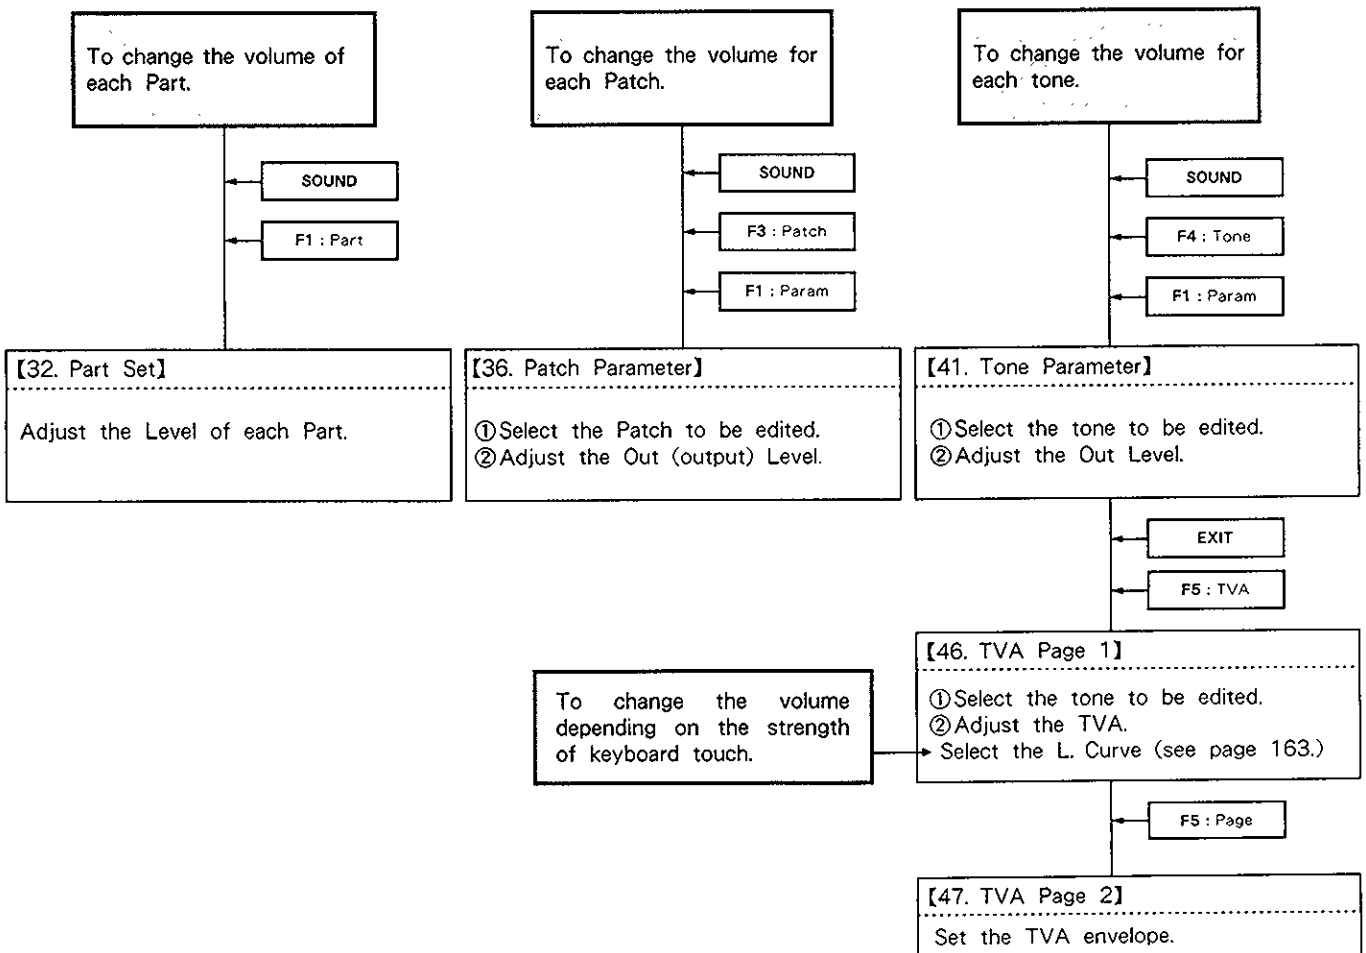 To change the volume of
each Part.
SOUND
F1 : Part
【32. Part Set】
Adjust the Level of each Part.
To change the volume for
each Patch.
SOUND
F3 : Patch
F1 : Param
【36. Patch Parameter】
①Select the Patch to be edited.
②Adjust the Out (output) Level.
To change the volume for
each tone.
SOUND
F4 : Tone
F1 : Param
【41. Tone Parameter】
①Select the tone to be edited.
②Adjust the Out Level.
EXIT
F5 : TVA
【46. TVA Page 1】
①Select the tone to be edited.
②Adjust the TVA.
Select the L. Curve (see page 163.)
To change the volume
depending on the strength
of keyboard touch.
F5 : Page
【47. TVA Page 2】
Set the TVA envelope.